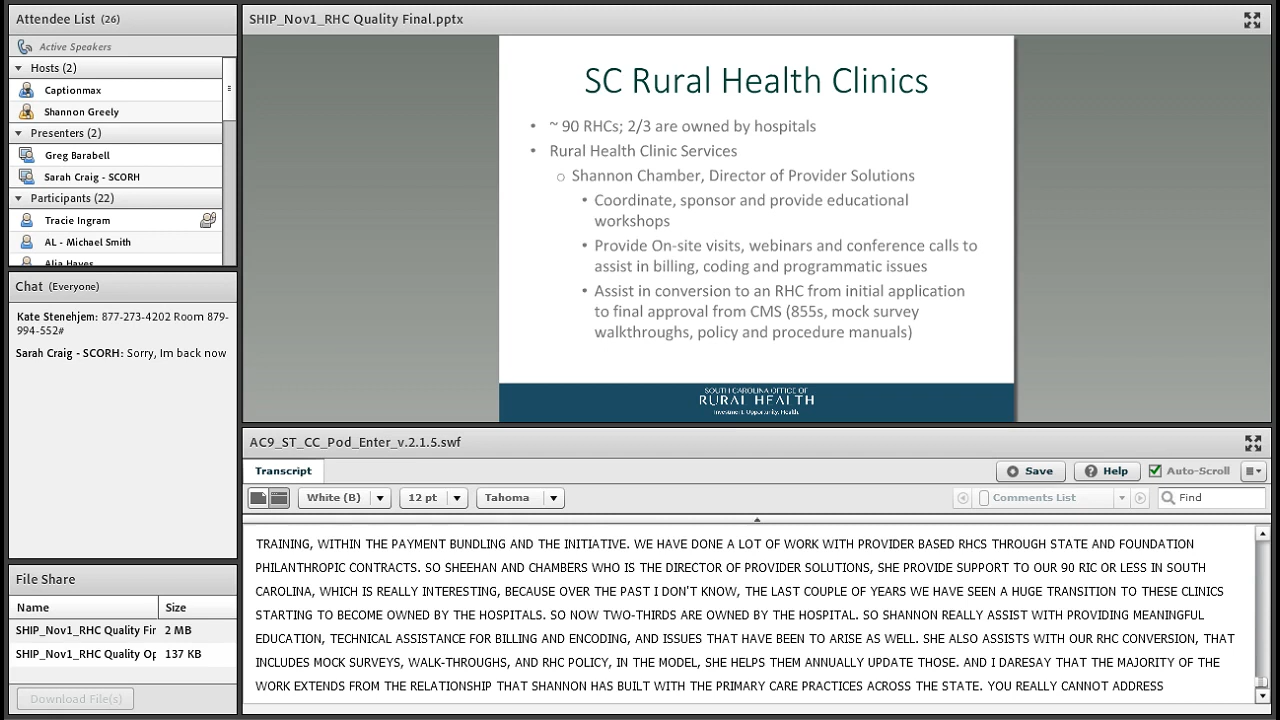 Attendee List (26)
Active Speakers
Hosts (2)
Captionmax
Shannon Greely
Presenters (2)
Greg Barabell
Sarah Craig - SCORH
Participants (22)
Tracie Ingram
AL - Michael Smith
Alia Hayes
Chat (Everyone)
Kate Stenehjem: 877-273-4202 Room 879-
994-552#
Sarah Craig - SCORH: Sorry, Im back now
File Share
Name Size
SHIP_Nov1_RHC Quality Fir 2 MB
SHIP_Nov1_RHC Quality Op 137 KB
Download File(s)
SHIP_Nov1_RHC Quality Final.pptx
SC Rural Health Clinics
• ~ 90 RHCs; 2/3 are owned by hospitals
• Rural Health Clinic Services
o Shannon Chamber, Director of Provider Solutions
• Coordinate, sponsor and provide educational
workshops
• Provide On-site visits, webinars and conference calls to
assist in billing, coding and programmatic issues
• Assist in conversion to an RHC from initial application
to final approval from CMS (855s, mock survey
walkthroughs, policy and procedure manuals)
SOUTH CAROLINA OFFICE OF
RURAL HEALTH
Investment. Opportunity. Health.
AC9_ST_CC_Pod_Enter_v.2.1.5.swf
Transcript Save Help Auto-Scroll
White (B) 12 pt Tahoma Comments List Find
TRAINING, WITHIN THE PAYMENT BUNDLING AND THE INITIATIVE. WE HAVE DONE A LOT OF WORK WITH PROVIDER BASED RHCS THROUGH STATE AND FOUNDATION
PHILANTHROPIC CONTRACTS. SO SHEEHAN AND CHAMBERS WHO IS THE DIRECTOR OF PROVIDER SOLUTIONS, SHE PROVIDE SUPPORT TO OUR 90 RIC OR LESS IN SOUTH
CAROLINA, WHICH IS REALLY INTERESTING, BECAUSE OVER THE PAST I DON'T KNOW, THE LAST COUPLE OF YEARS WE HAVE SEEN A HUGE TRANSITION TO THESE CLINICS
STARTING TO BECOME OWNED BY THE HOSPITALS. SO NOW TWO-THIRDS ARE OWNED BY THE HOSPITAL. SO SHANNON REALLY ASSIST WITH PROVIDING MEANINGFUL
EDUCATION, TECHNICAL ASSISTANCE FOR BILLING AND ENCODING, AND ISSUES THAT HAVE BEEN TO ARISE AS WELL. SHE ALSO ASSISTS WITH OUR RHC CONVERSION, THAT
INCLUDES MOCK SURVEYS, WALK-THROUGHS, AND RHC POLICY, IN THE MODEL, SHE HELPS THEM ANNUALLY UPDATE THOSE. AND I DARESAY THAT THE MAJORITY OF THE
WORK EXTENDS FROM THE RELATIONSHIP THAT SHANNON HAS BUILT WITH THE PRIMARY CARE PRACTICES ACROSS THE STATE. YOU REALLY CANNOT ADDRESS